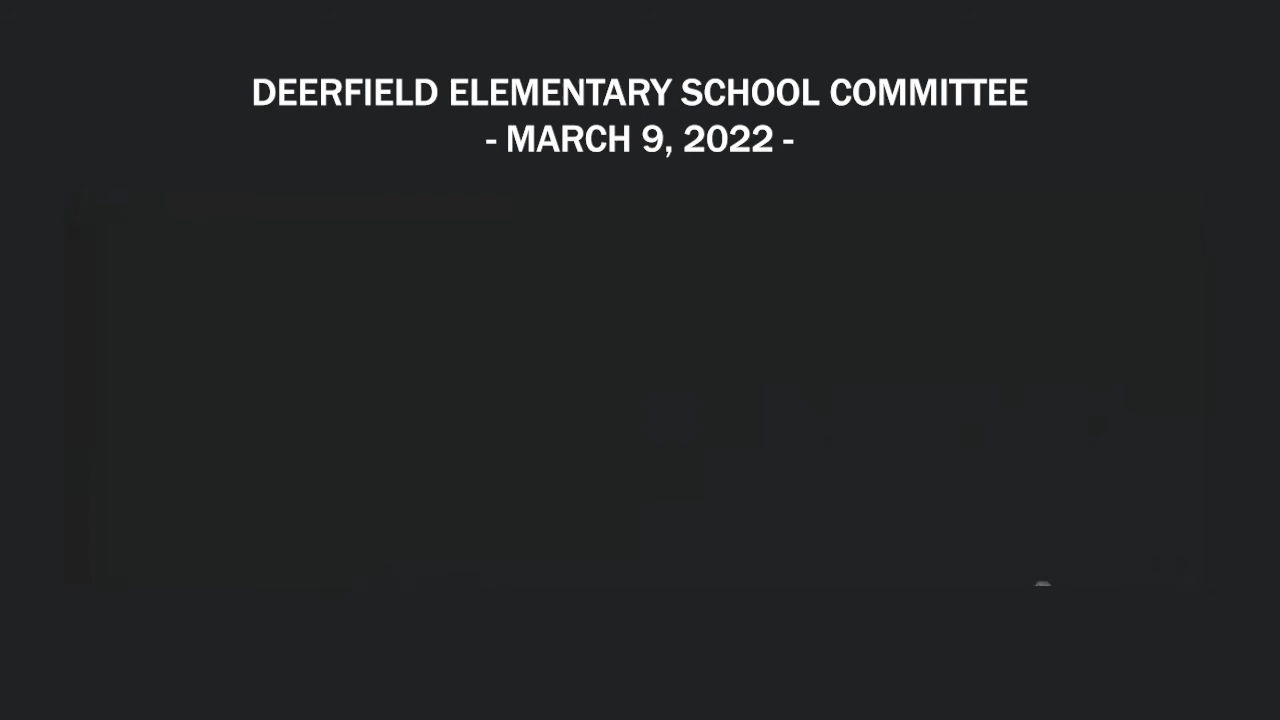 DEERFIELD ELEMENTARY SCHOOL COMMITTEE
- MARCH 9, 2022 -